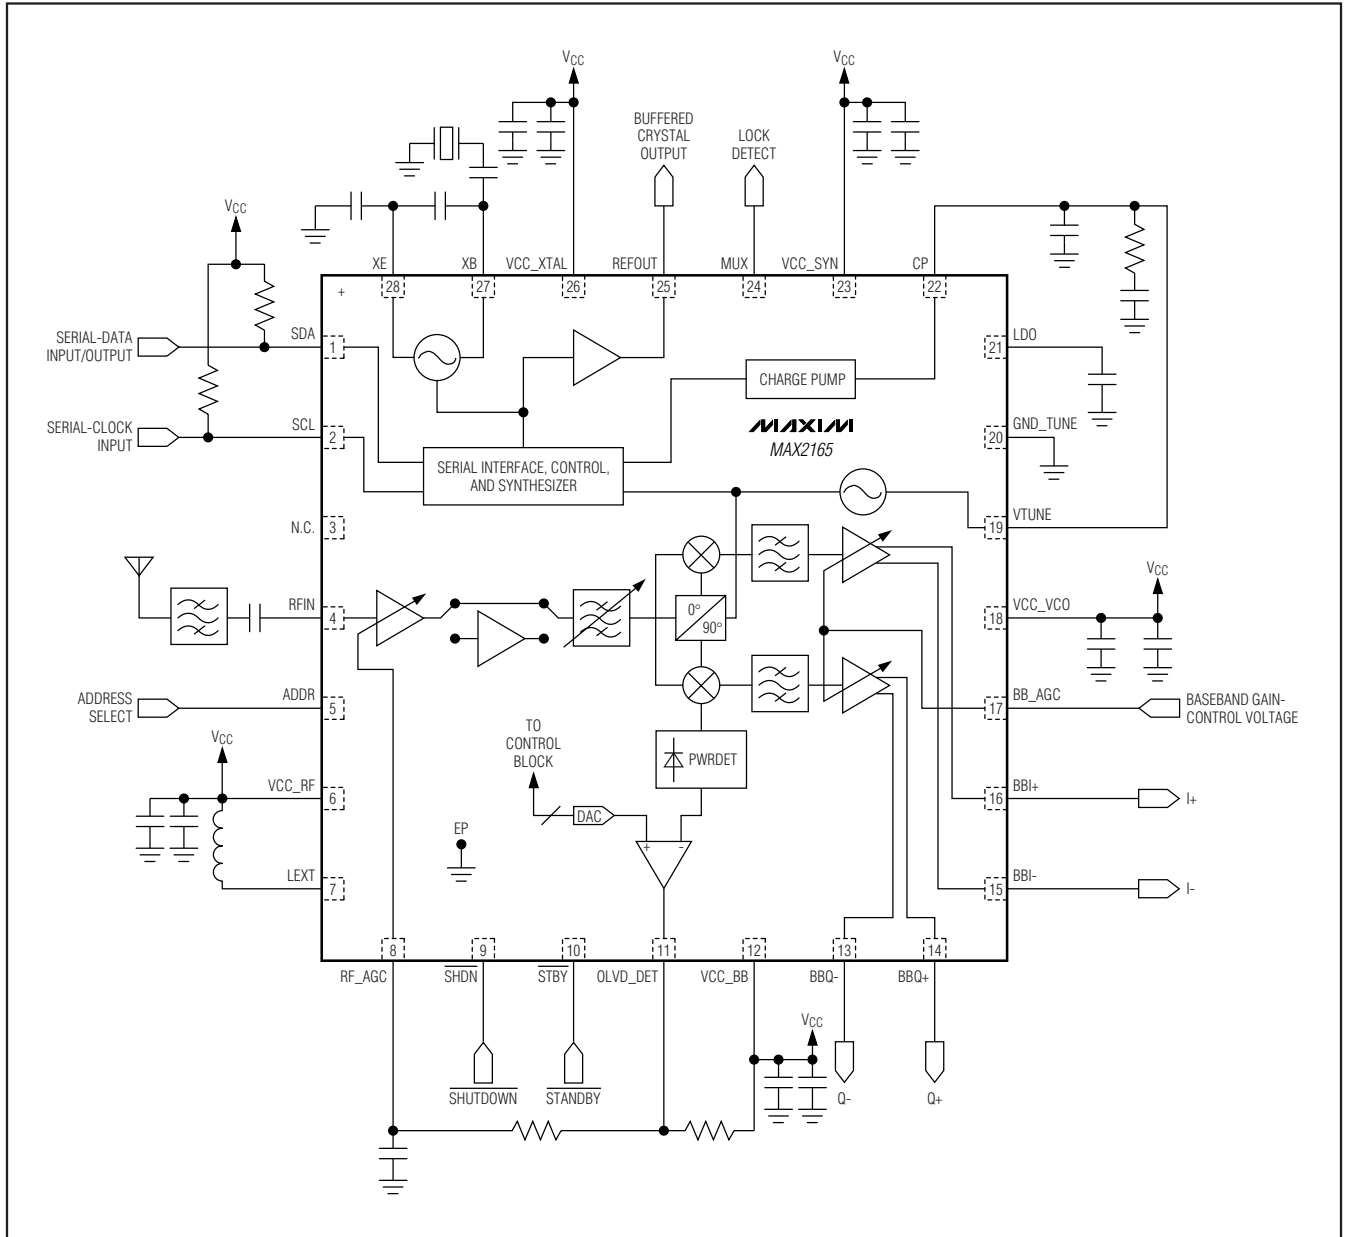 VCC
VCC
BUFFERED
CRYSTAL
OUTPUT
LOCK
DETECT
VCC
XE
XB
VCC_XTAL
REFOUT
MUX
VCC_SYN
CP
+
28
27
26
25
24
23
22
SERIAL-DATA
INPUT/OUTPUT
SDA
1
21
LDO
CHARGE PUMP
MAXIM
MAX2165
SERIAL-CLOCK
INPUT
SCL
2
20
GND_TUNE
SERIAL INTERFACE, CONTROL,
AND SYNTHESIZER
N.C.
3
19
VTUNE
VCC
RFIN
4
0°
90°
18
VCC_VCO
ADDRESS
SELECT
ADDR
5
17
BB_AGC
BASEBAND GAIN-
CONTROL VOLTAGE
VCC
TO
CONTROL
BLOCK
PWRDET
VCC_RF
6
16
BBI+
I+
DAC
EP
+
-
LEXT
7
15
BBI-
I-
8
9
10
11
12
13
14
RF_AGC
SHDN
STBY
OLVD_DET
VCC_BB
BBQ-
BBQ+
VCC
SHUTDOWN
STANDBY
Q-
Q+